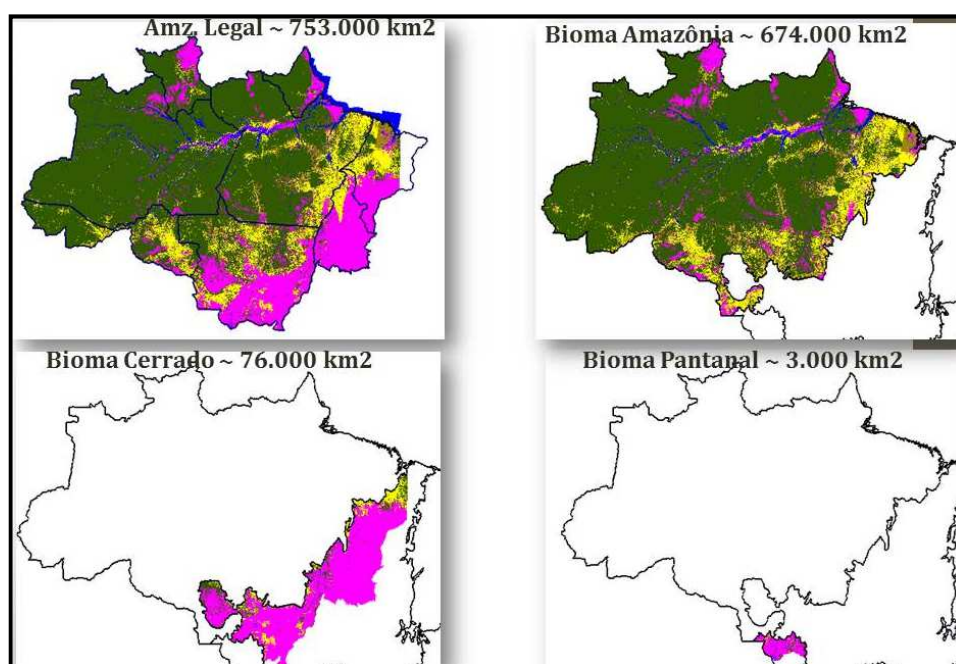 Amz. Legal ~ 753.000 km2
Bioma Amazônia ~ 674.000 km2
Bioma Cerrado ~ 76.000 km2
Bioma Pantanal ~ 3.000 km2